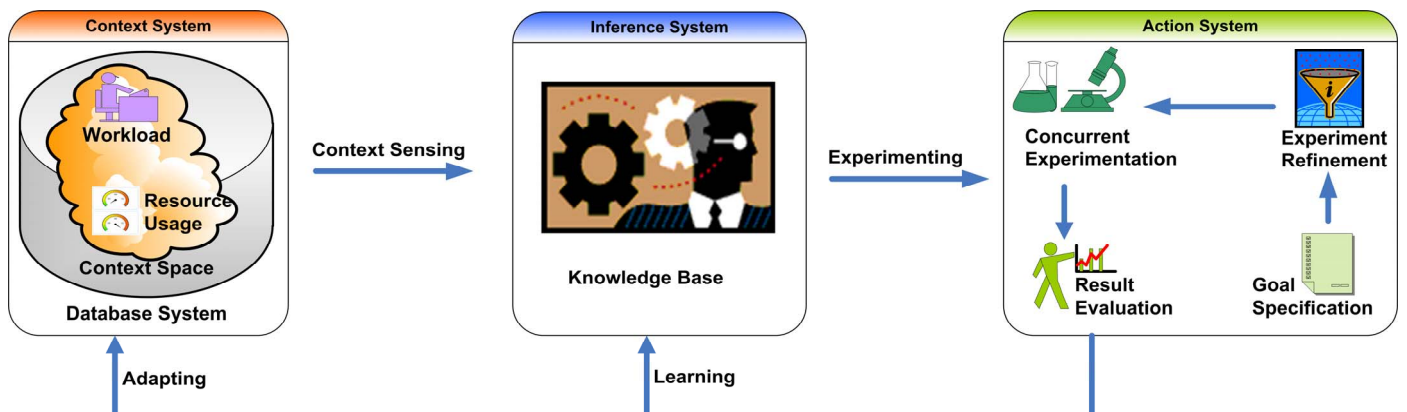 Context System
Workload
Resource
Usage
Context Space
Database System
Context Sensing
Inference System
Knowledge Base
Experimenting
Action System
Concurrent
Experimentation
Experiment
Refinement
Result
Evaluation
Goal
Specification
Adapting
Learning